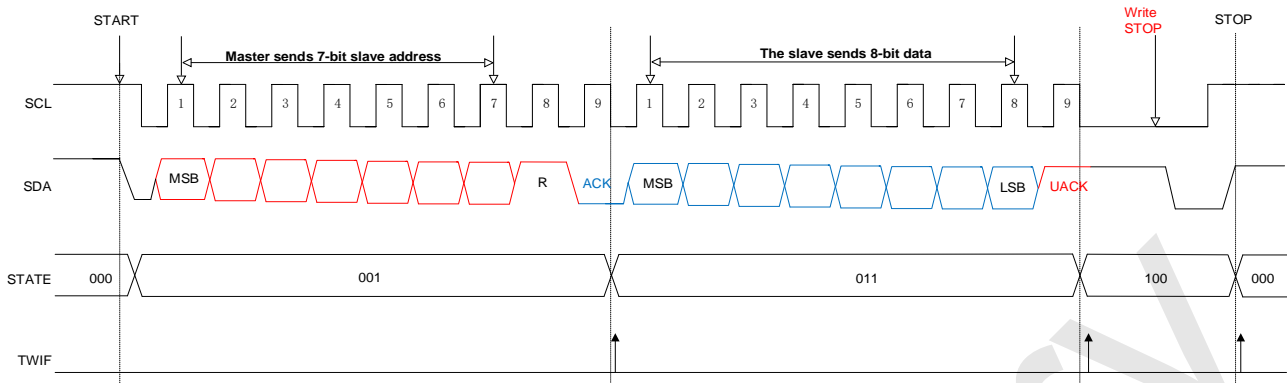 START
Write
STOP
STOP
Master sends 7-bit slave address
The slave sends 8-bit data
SCL
1 2 3 4 5 6 7 8 9 1 2 3 4 5 6 7 8 9
SDA
MSB R ACK MSB LSB UACK
STATE
000 001 011 100 000
TWIF